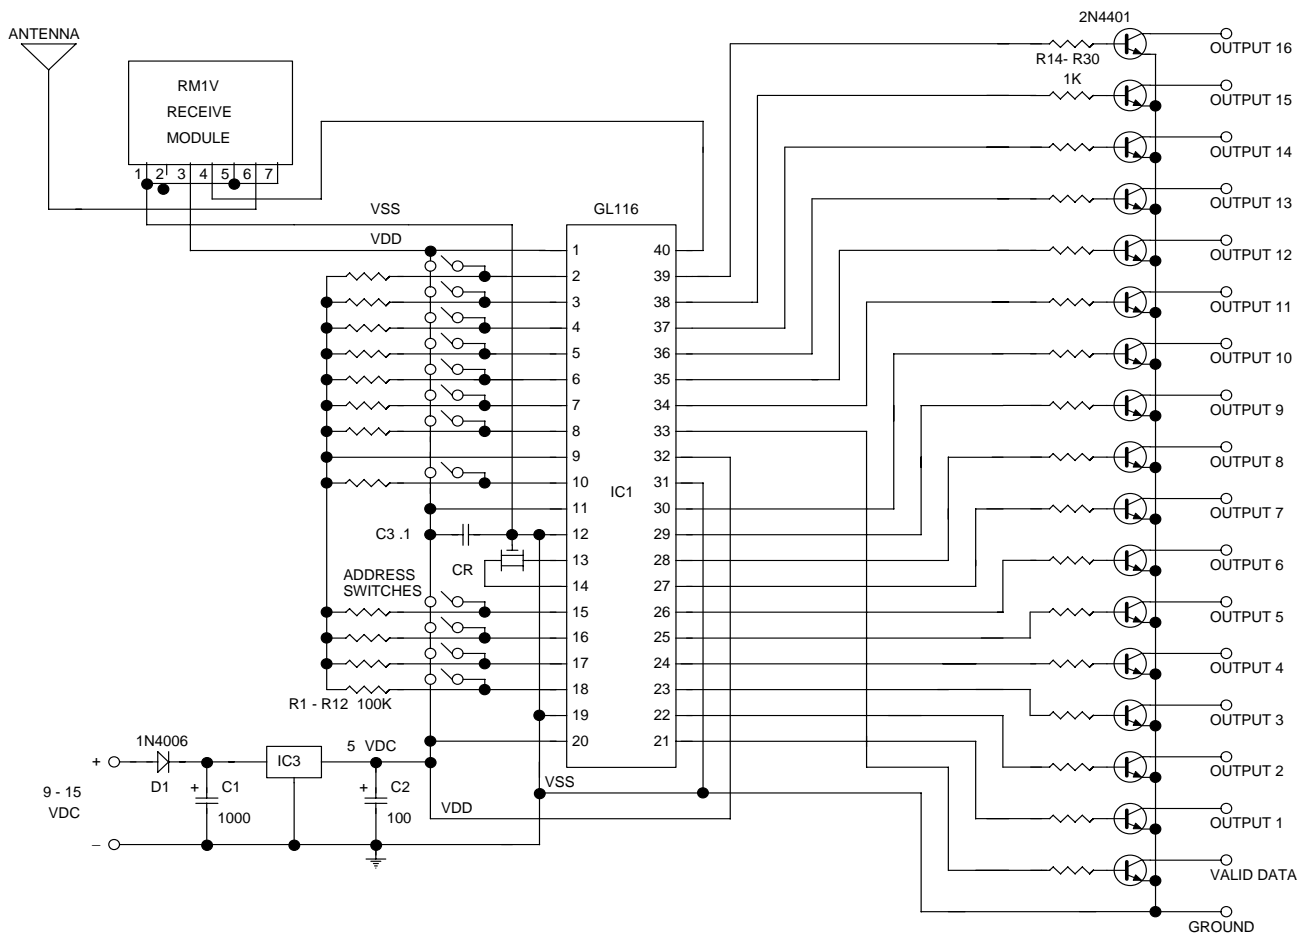 2N4401
ANTENNA
OUTPUT 16
R14- R30
1K
RM1V
RECEIVE
MODULE
OUTPUT 15
OUTPUT 14
1 2 3 4 5 6 7
OUTPUT 13
VSS
GL116
VDD
1 40
OUTPUT 12
2 39
3 38
OUTPUT 11
4 37
5 36
OUTPUT 10
6 35
7 34
OUTPUT 9
8 33
9 32
OUTPUT 8
10 31
IC1
11 30
OUTPUT 7
C3 .1
12 29
13 28
OUTPUT 6
CR
14 27
ADDRESS
SWITCHES
15 26
OUTPUT 5
16 25
17 24
OUTPUT 4
18 23
R1 - R12 100K
19 22
OUTPUT 3
20 21
1N4006
5 VDC
+
IC3
D1
OUTPUT 2
+ C1
+ C2
VSS
9 - 15
VDC
1000
100
VDD
OUTPUT 1
–
VALID DATA
GROUND